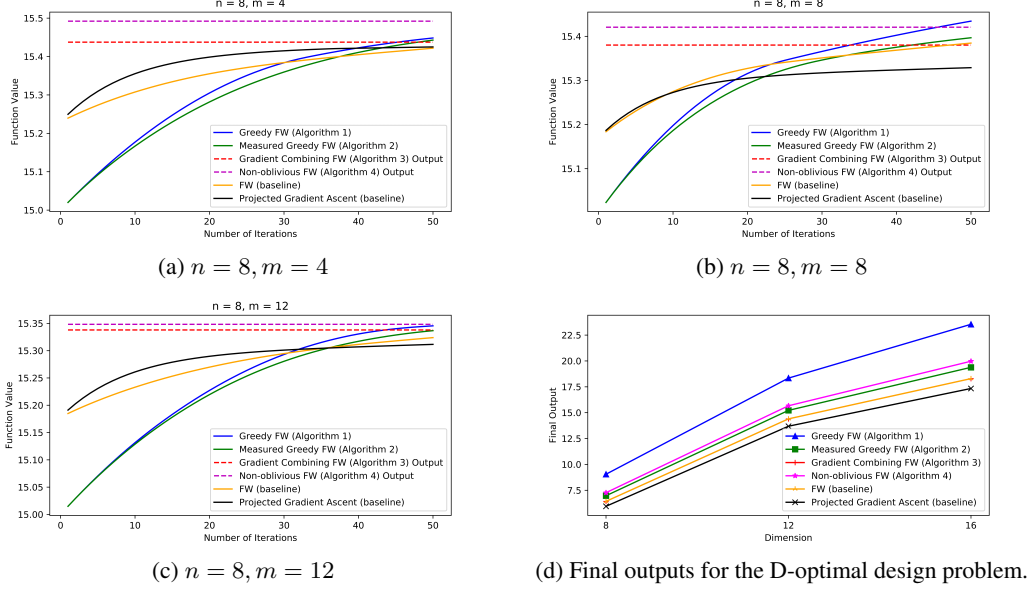 n = 8, m = 4
15.5
15.4
15.3
15.2
15.1
15.0
Function Value
Greedy FW (Algorithm 1)
Measured Greedy FW (Algorithm 2)
Gradient Combining FW (Algorithm 3) Output
Non-oblivious FW (Algorithm 4) Output
FW (baseline)
Projected Gradient Ascent (baseline)
0 10 20 30 40 50
Number of Iterations
(a) n = 8, m = 4
n = 8, m = 8
15.4
15.3
15.2
15.1
Function Value
Greedy FW (Algorithm 1)
Measured Greedy FW (Algorithm 2)
Gradient Combining FW (Algorithm 3) Output
Non-oblivious FW (Algorithm 4) Output
FW (baseline)
Projected Gradient Ascent (baseline)
0 10 20 30 40 50
Number of Iterations
(b) n = 8, m = 8
n = 8, m = 12
15.35
15.30
15.25
15.20
15.15
15.10
15.05
15.00
Function Value
Greedy FW (Algorithm 1)
Measured Greedy FW (Algorithm 2)
Gradient Combining FW (Algorithm 3) Output
Non-oblivious FW (Algorithm 4) Output
FW (baseline)
Projected Gradient Ascent (baseline)
0 10 20 30 40 50
Number of Iterations
(c) n = 8, m = 12
22.5
20.0
17.5
15.0
12.5
10.0
7.5
Final Output
Greedy FW (Algorithm 1)
Measured Greedy FW (Algorithm 2)
Gradient Combining FW (Algorithm 3)
Non-oblivious FW (Algorithm 4)
FW (baseline)
Projected Gradient Ascent (baseline)
8 12 16
Dimension
(d) Final outputs for the D-optimal design problem.